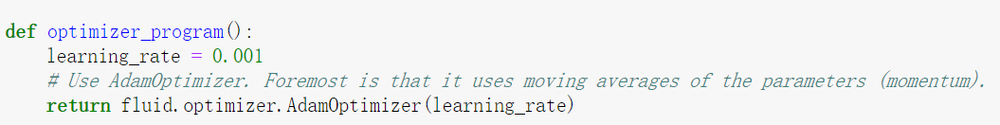 def optimizer_program():
    learning_rate = 0.001
    # Use AdamOptimizer. Foremost is that it uses moving averages of the parameters (momentum).
    return fluid.optimizer.AdamOptimizer(learning_rate)